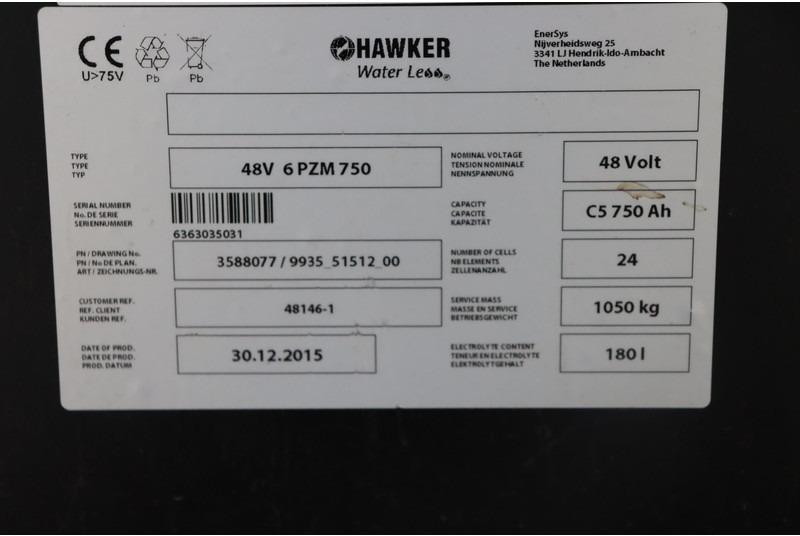 CE
U>75V
Pb
Pb
HAWKER
Water Less®
EnerSys
Nijverheidsweg 25
3341 LJ Hendrik-Ido-Ambacht
The Netherlands
TYPE
TYPE
TYP
48V 6 PZM 750
NOMINAL VOLTAGE
TENSION NOMINALE
NENNSPANNUNG
48 Volt
SERIAL NUMBER
No. DE SERIE
SERIENNUMMER
6363035031
CAPACITY
CAPACITE
KAPAZITÄT
C5 750 Ah
PN / DRAWING No.
PN / No DE PLAN.
ART / ZEICHNUNGS-NR.
3588077 / 9935_51512_00
NUMBER OF CELLS
NB ELEMENTS
ZELLENANZAHL
24
CUSTOMER REF.
REF. CLIENT
KUNDEN REF.
48146-1
SERVICE MASS
MASSE EN SERVICE
BETRIEBSGEWICHT
1050 kg
DATE OF PROD.
DATE DE PROD.
PROD. DATUM
30.12.2015
ELECTROLYTE CONTENT
TENEUR EN ELECTROLYTE
ELEKTROLYTGEHALT
180 l